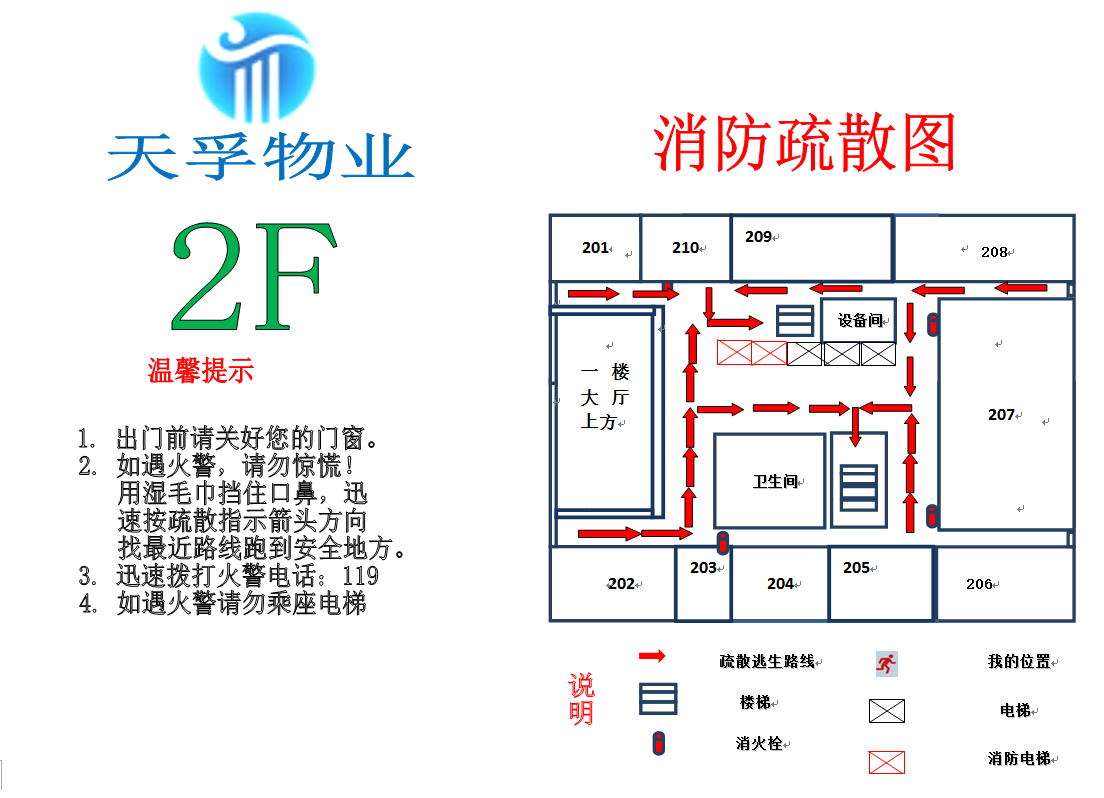 天孚物业
2F
温馨提示
1. 出门前请关好您的门窗。
2. 如遇火警，请勿惊慌！
用湿毛巾挡住口鼻，迅
速按疏散指示箭头方向
找最近路线跑到安全地方。
3. 迅速拨打火警电话：119
4. 如遇火警请勿乘座电梯
消防疏散图
201
210
209
208
设备间
一 楼
大 厅
上方
207
卫生间
202
203
204
205
206
说
明
疏散逃生路线
我的位置
楼梯
电梯
消火栓
消防电梯